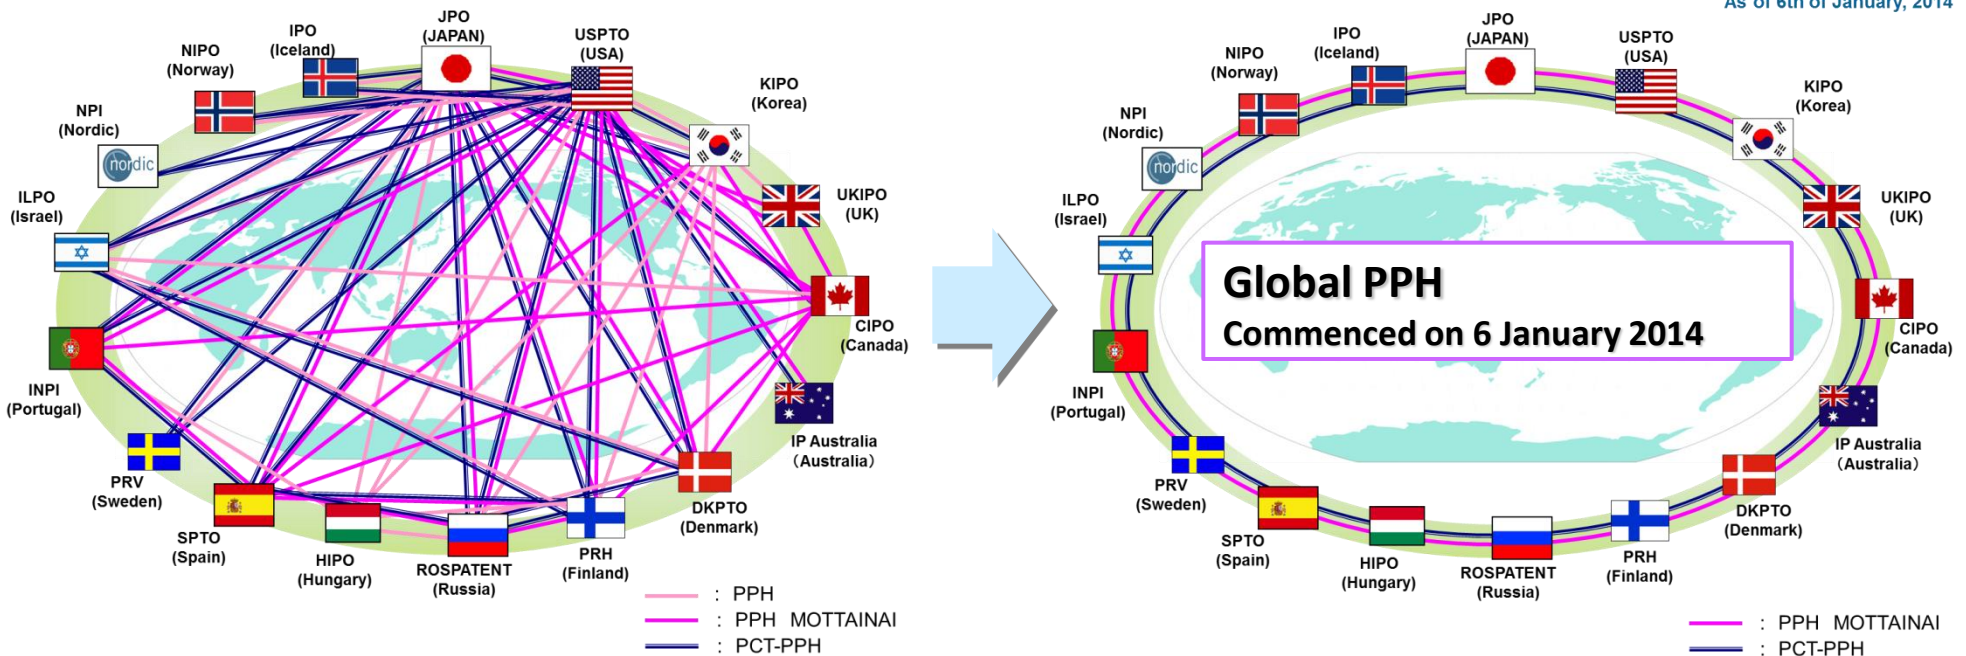 As of 6th of January, 2014
JPO
(JAPAN)
USPTO
(USA)
IPO
(Iceland)
NIPO
(Norway)
KIPO
(Korea)
NPI
(Nordic)
nordic
UKIPO
(UK)
ILPO
(Israel)
CIPO
(Canada)
INPI
(Portugal)
IP Australia
（Australia）
PRV
(Sweden)
DKPTO
(Denmark)
SPTO
(Spain)
HIPO
(Hungary)
ROSPATENT
(Russia)
PRH
(Finland)
: PPH
: PPH MOTTAINAI
: PCT-PPH
JPO
(JAPAN)
USPTO
(USA)
IPO
(Iceland)
NIPO
(Norway)
KIPO
(Korea)
NPI
(Nordic)
nordic
UKIPO
(UK)
ILPO
(Israel)
Global PPH
Commenced on 6 January 2014
CIPO
(Canada)
INPI
(Portugal)
IP Australia
（Australia）
PRV
(Sweden)
DKPTO
(Denmark)
SPTO
(Spain)
HIPO
(Hungary)
ROSPATENT
(Russia)
PRH
(Finland)
: PPH MOTTAINAI
: PCT-PPH